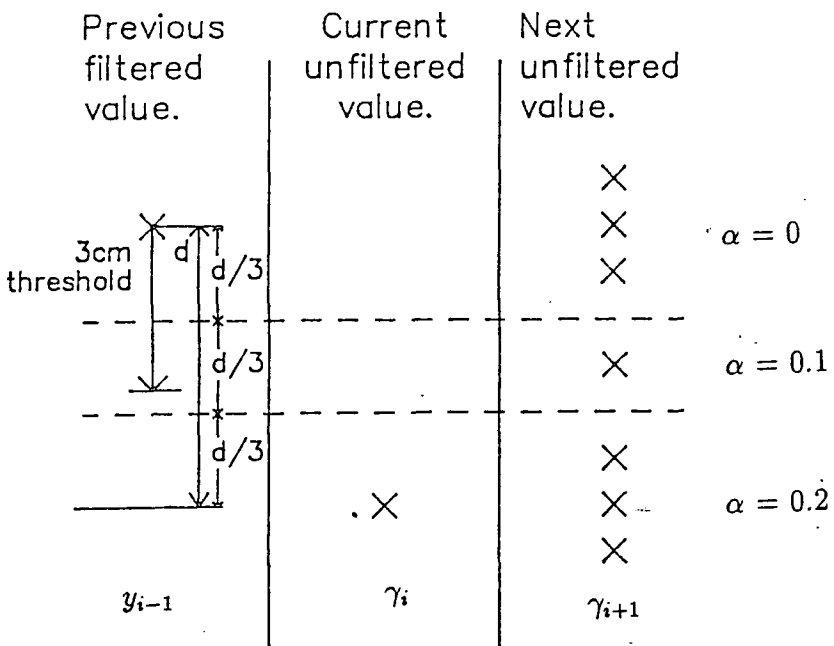 Previous
filtered
value.
Current
unfiltered
value.
Next
unfiltered
value.
3cm
threshold
d
d/3
d/3
d/3
α = 0
α = 0.1
α = 0.2
y_{i−1}
γ_i
γ_{i+1}